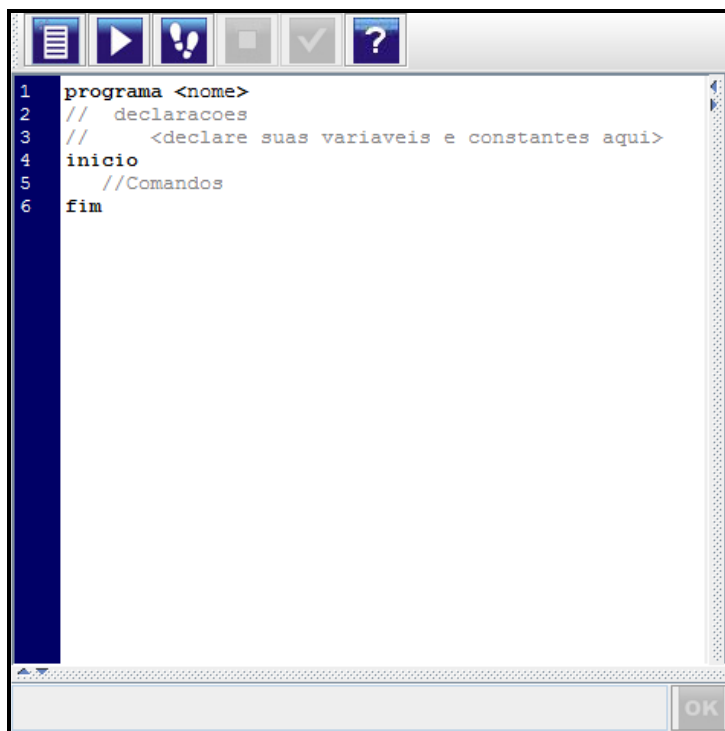 ?
1 programa <nome>
2 // declaracoes
3 // <declare suas variaveis e constantes aqui>
4 inicio
5 //Comandos
6 fim
OK